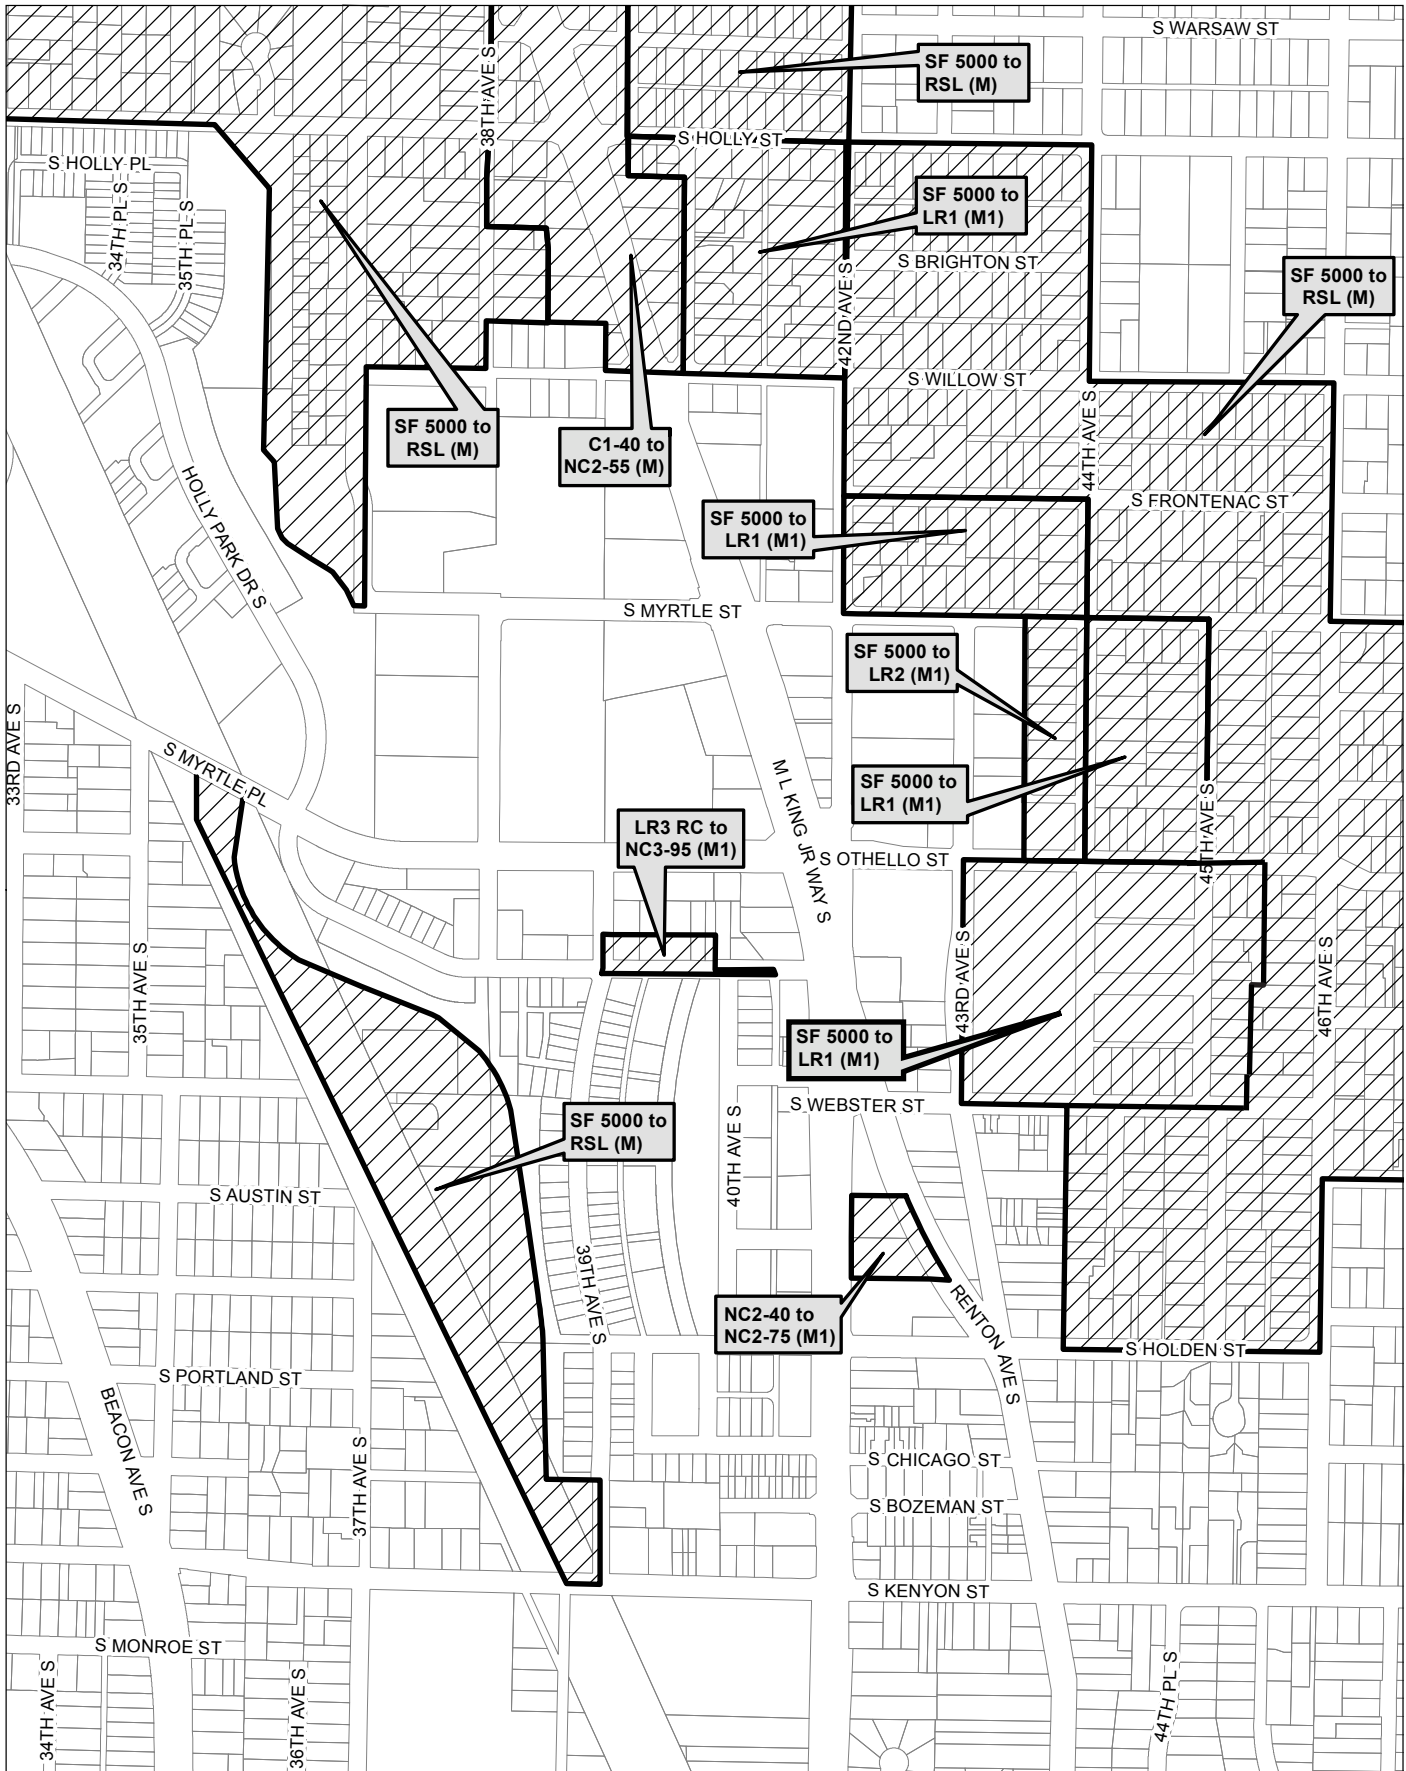 S WARSAW ST
38TH AVE S
SF 5000 to
RSL (M)
S HOLLY ST
S HOLLY PL
34TH PL S
35TH PL S
SF 5000 to
LR1 (M1)
S BRIGHTON ST
42ND AVE S
SF 5000 to
RSL (M)
S WILLOW ST
44TH AVE S
SF 5000 to
RSL (M)
C1-40 to
NC2-55 (M)
S FRONTENAC ST
SF 5000 to
LR1 (M1)
HOLLY PARK DR S
S MYRTLE ST
SF 5000 to
LR2 (M1)
33RD AVE S
S MYRTLE PL
M L KING JR WAY S
SF 5000 to
LR1 (M1)
45TH AVE S
LR3 RC to
NC3-95 (M1)
S OTHELLO ST
35TH AVE S
43RD AVE S
46TH AVE S
SF 5000 to
LR1 (M1)
S WEBSTER ST
SF 5000 to
RSL (M)
40TH AVE S
S AUSTIN ST
39TH AVE S
NC2-40 to
NC2-75 (M1)
RENTON AVE S
S HOLDEN ST
S PORTLAND ST
BEACON AVE S
37TH AVE S
S CHICAGO ST
S BOZEMAN ST
S KENYON ST
S MONROE ST
34TH AVE S
36TH AVE S
44TH PL S